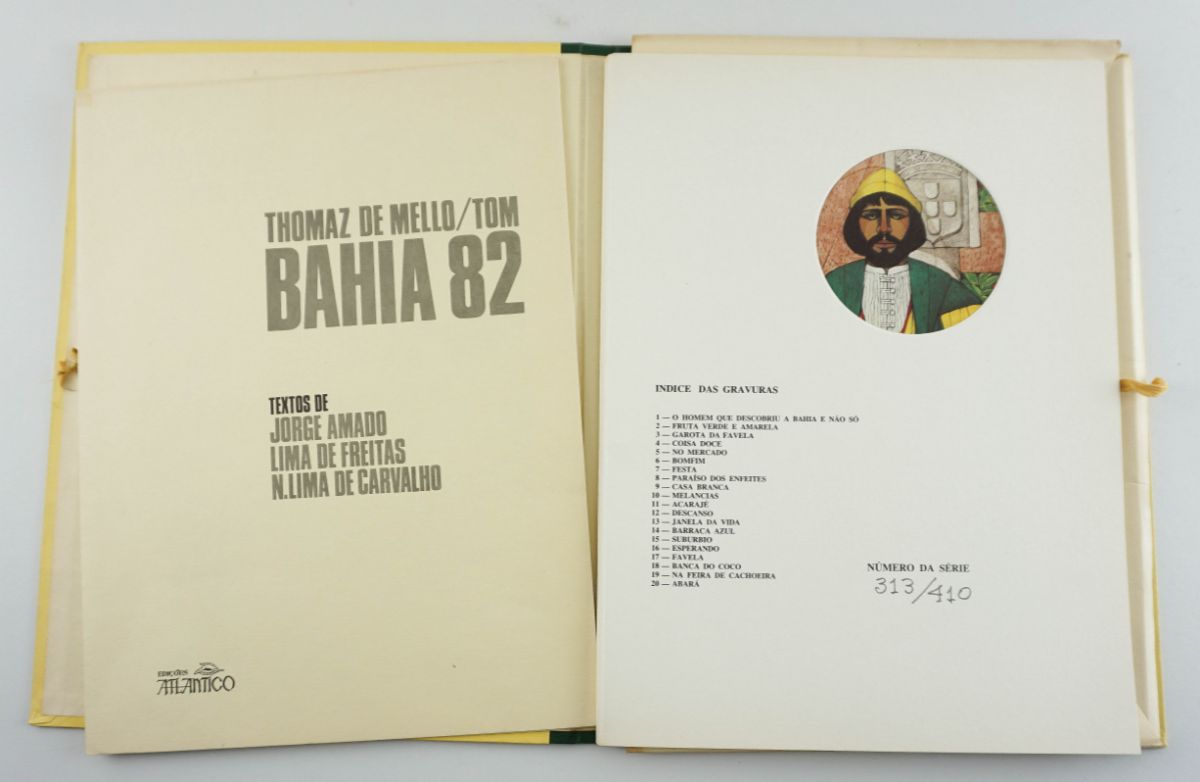 THOMAZ DE MELLO/TOM
BAHIA 82
TEXTOS DE
JORGE AMADO
LIMA DE FREITAS
N.LIMA DE CARVALHO
EDIÇÕES
ATLANTICO
INDICE DAS GRAVURAS
1 — O HOMEM QUE DESCOBRIU A BAHIA E NÃO SÓ
2 — FRUTA VERDE E AMARELA
3 — GAROTA DA FAVELA
4 — COISA DOCE
5 — NO MERCADO
6 — BOMFIM
7 — FESTA
8 — PARAÍSO DOS ENFEITES
9 — CASA BRANCA
10 — MELANCIAS
11 — ACARAJÉ
12 — DESCANSO
13 — JANELA DA VIDA
14 — BARRACA AZUL
15 — SUBURBIO
16 — ESPERANDO
17 — FAVELA
18 — BANCA DO COCO
19 — NA FEIRA DE CACHOEIRA
20 — ABARÁ
NÚMERO DA SÉRIE
313/410